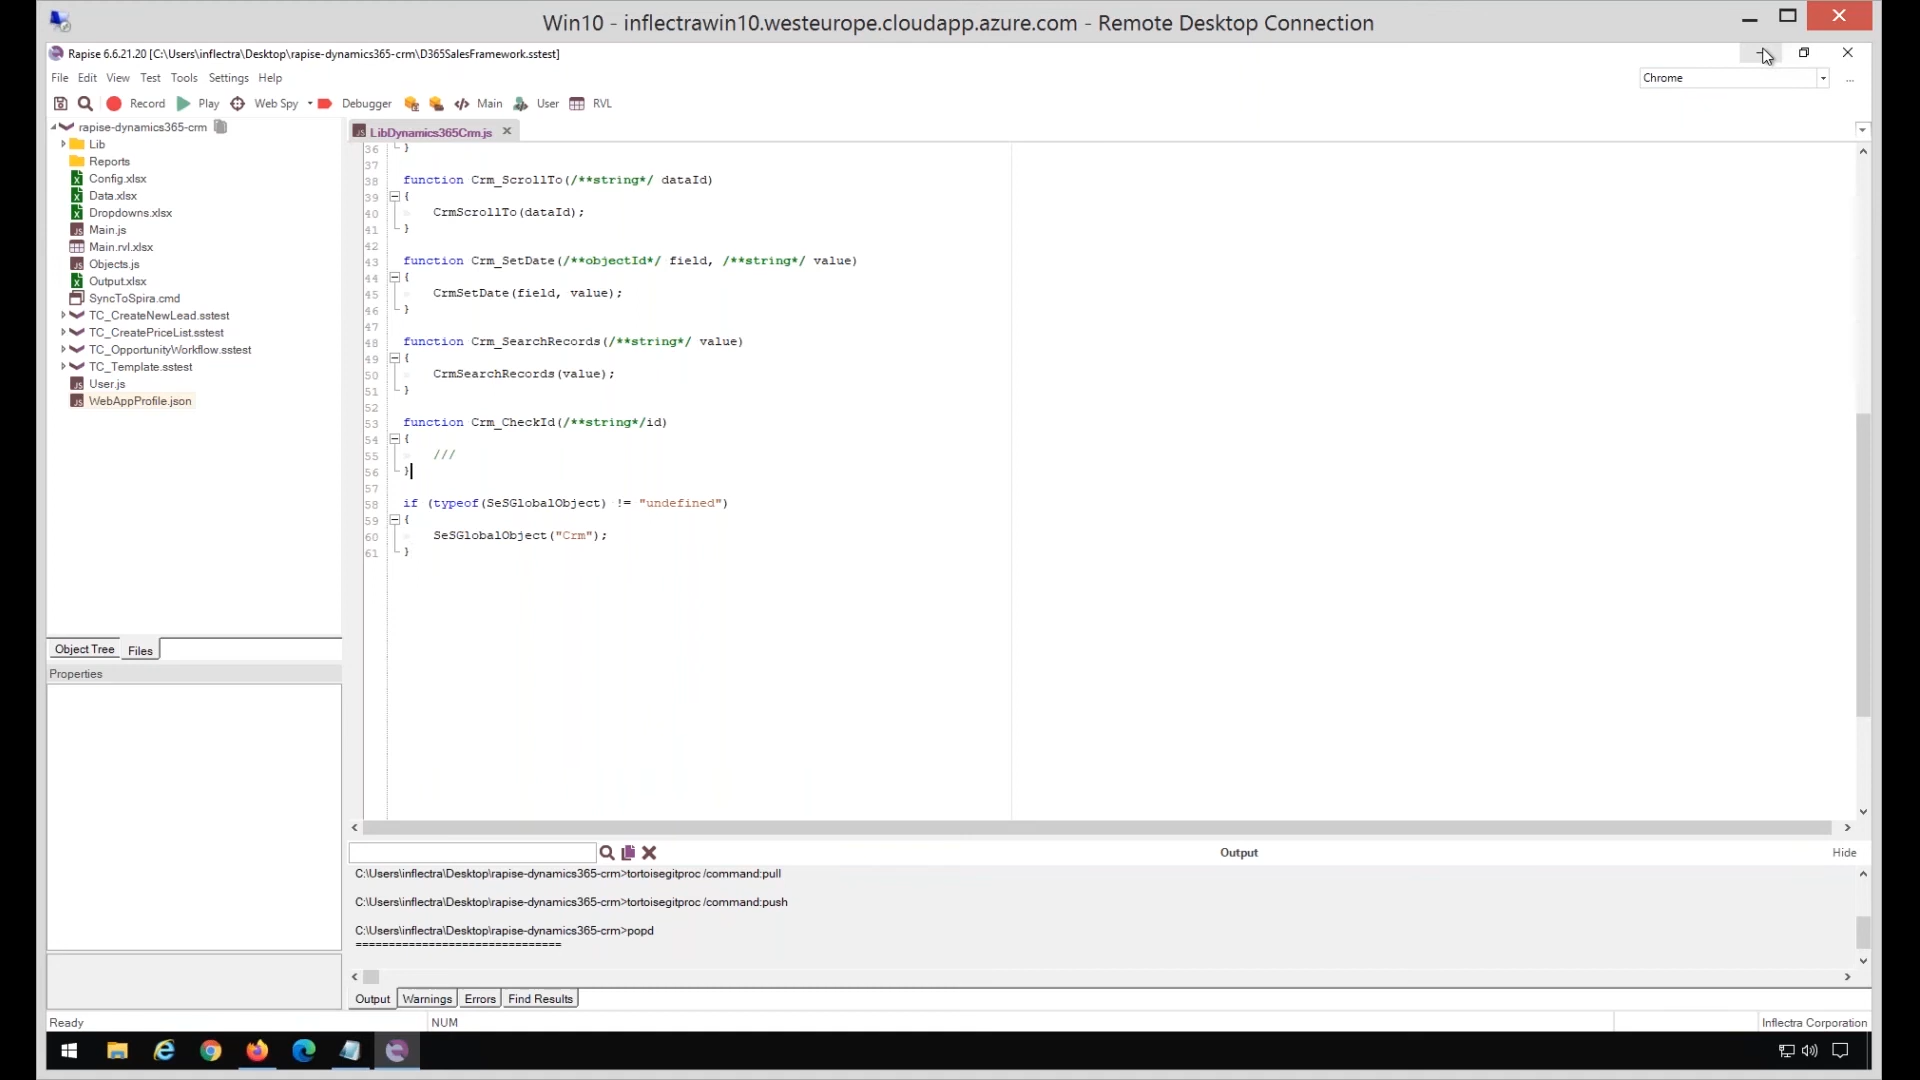 Win10 - inflectrawin10.westeurope.cloudapp.azure.com - Remote Desktop Connection
Rapise 6.6.21.20 [C:\Users\inflectra\Desktop\rapise-dynamics365-crm\D365SalesFramework.sstest]
File Edit View Test Tools Settings Help
Chrome
...
Record Play Web Spy Debugger Main User RVL
rapise-dynamics365-crm
Lib
Reports
Config.xlsx
Data.xlsx
Dropdowns.xlsx
Main.js
Main.rvl.xlsx
Objects.js
Output.xlsx
SyncToSpira.cmd
TC_CreateNewLead.sstest
TC_CreatePriceList.sstest
TC_OpportunityWorkflow.sstest
TC_Template.sstest
User.js
WebAppProfile.json
Object Tree Files
Properties
LibDynamics365Crm.js
36 }
37
38 function Crm_ScrollTo(/**string*/ dataId)
39 {
40 CrmScrollTo(dataId);
41 }
42
43 function Crm_SetDate(/**objectId*/ field, /**string*/ value)
44 {
45 CrmSetDate(field, value);
46 }
47
48 function Crm_SearchRecords(/**string*/ value)
49 {
50 CrmSearchRecords(value);
51 }
52
53 function Crm_CheckId(/**string*/id)
54 {
55 ///
56 }
57
58 if (typeof(SeSGlobalObject) != "undefined")
59 {
60 SeSGlobalObject("Crm");
61 }
Output
Hide
C:\Users\inflectra\Desktop\rapise-dynamics365-crm>tortoisegitproc /command:pull
C:\Users\inflectra\Desktop\rapise-dynamics365-crm>tortoisegitproc /command:push
C:\Users\inflectra\Desktop\rapise-dynamics365-crm>popd
===============================
Output Warnings Errors Find Results
Ready NUM Inflectra Corporation